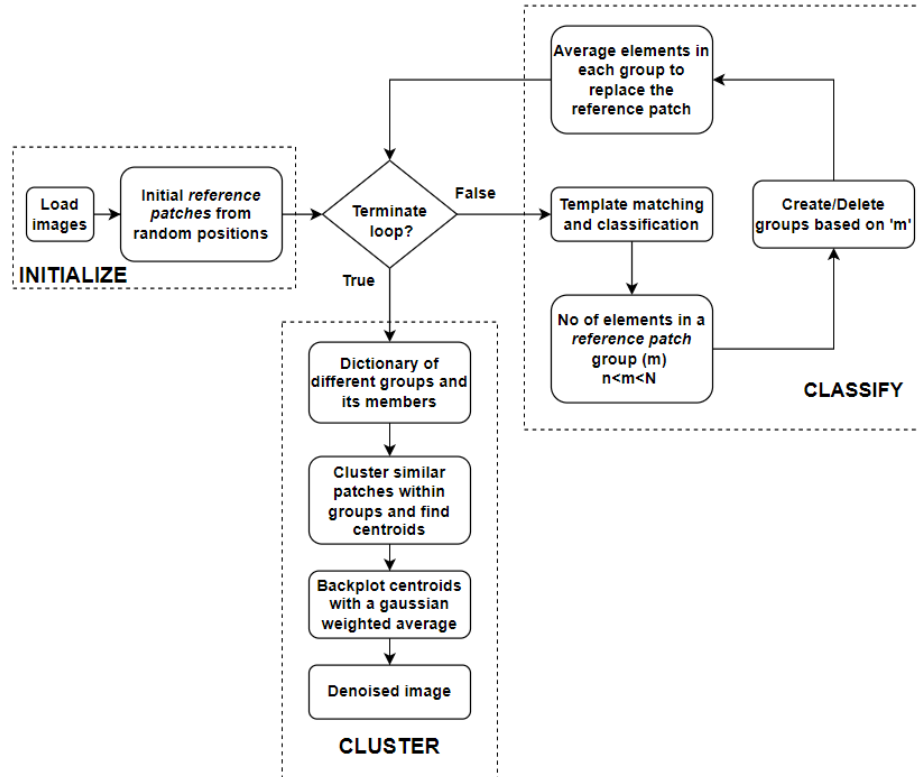 Load
images
Initial reference
patches from
random positions
INITIALIZE
Terminate
loop?
False
True
Template matching
and classification
No of elements in a
reference patch
group (m)
n<m<N
Create/Delete
groups based on 'm'
Average elements in
each group to
replace the
reference patch
CLASSIFY
Dictionary of
different groups and
its members
Cluster similar
patches within
groups and find
centroids
Backplot centroids
with a gaussian
weighted average
Denoised image
CLUSTER